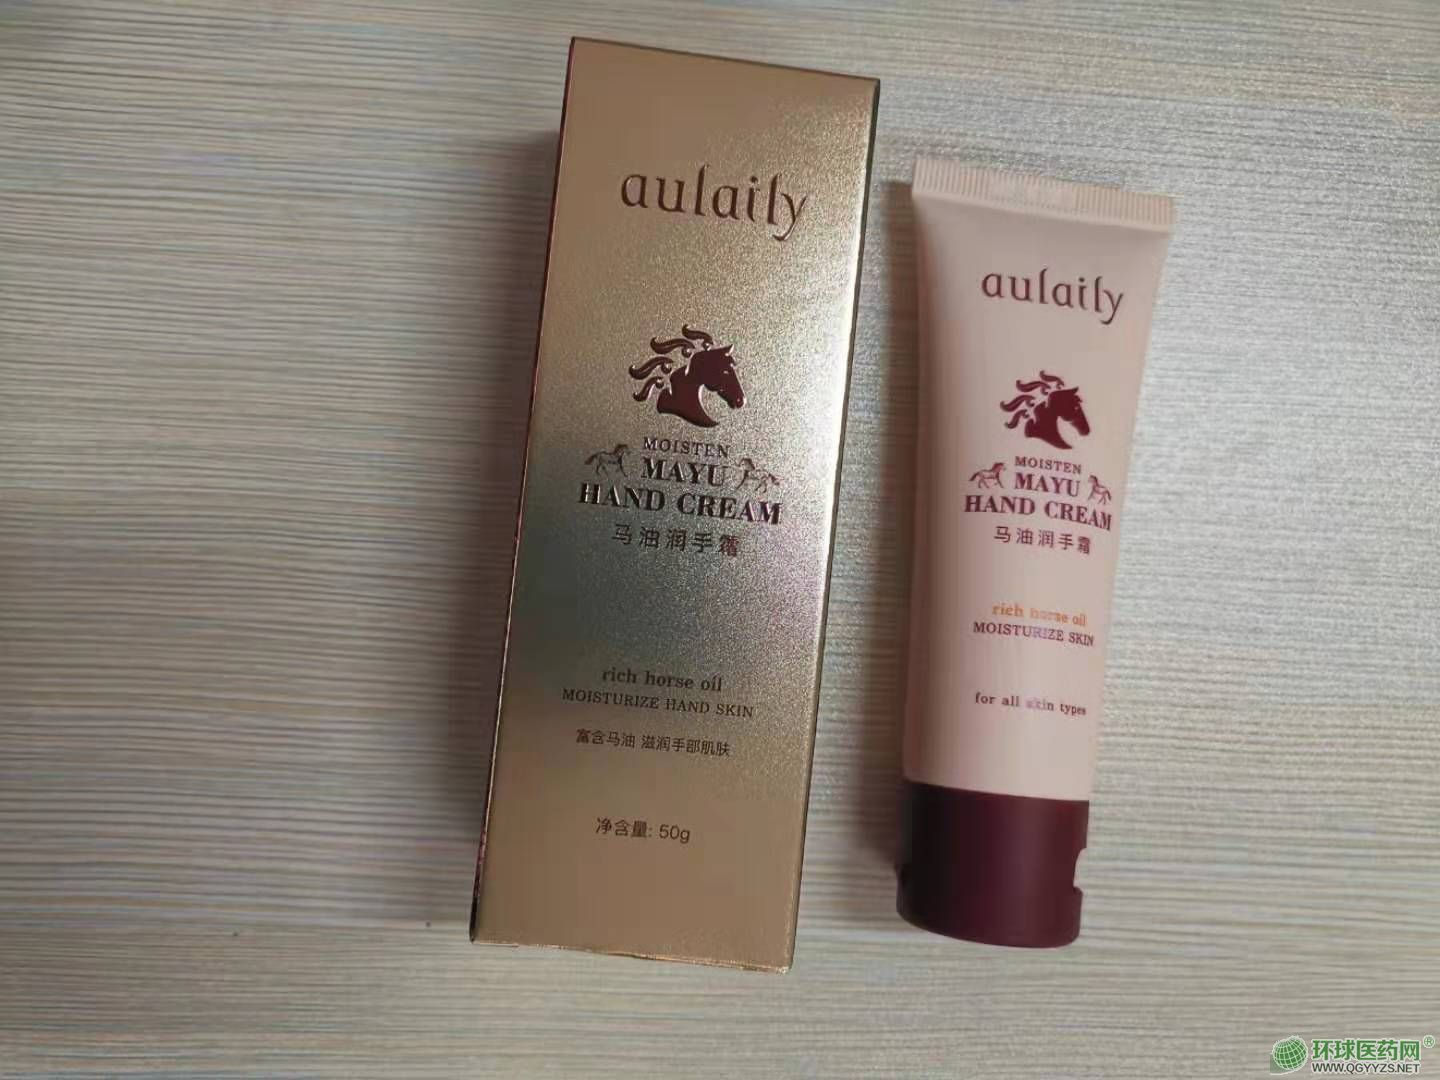 aulaily
MOISTEN
MAYU
HAND CREAM
马油润手霜
rich horse oil
MOISTURIZE HAND SKIN
富含马油 滋润手部肌肤
净含量: 50g
aulaily
MOISTEN
MAYU
HAND CREAM
马油润手霜
rich horse oil
MOISTURIZE SKIN
for all skin types
环球医药网®
WWW.QGYYZS.NET